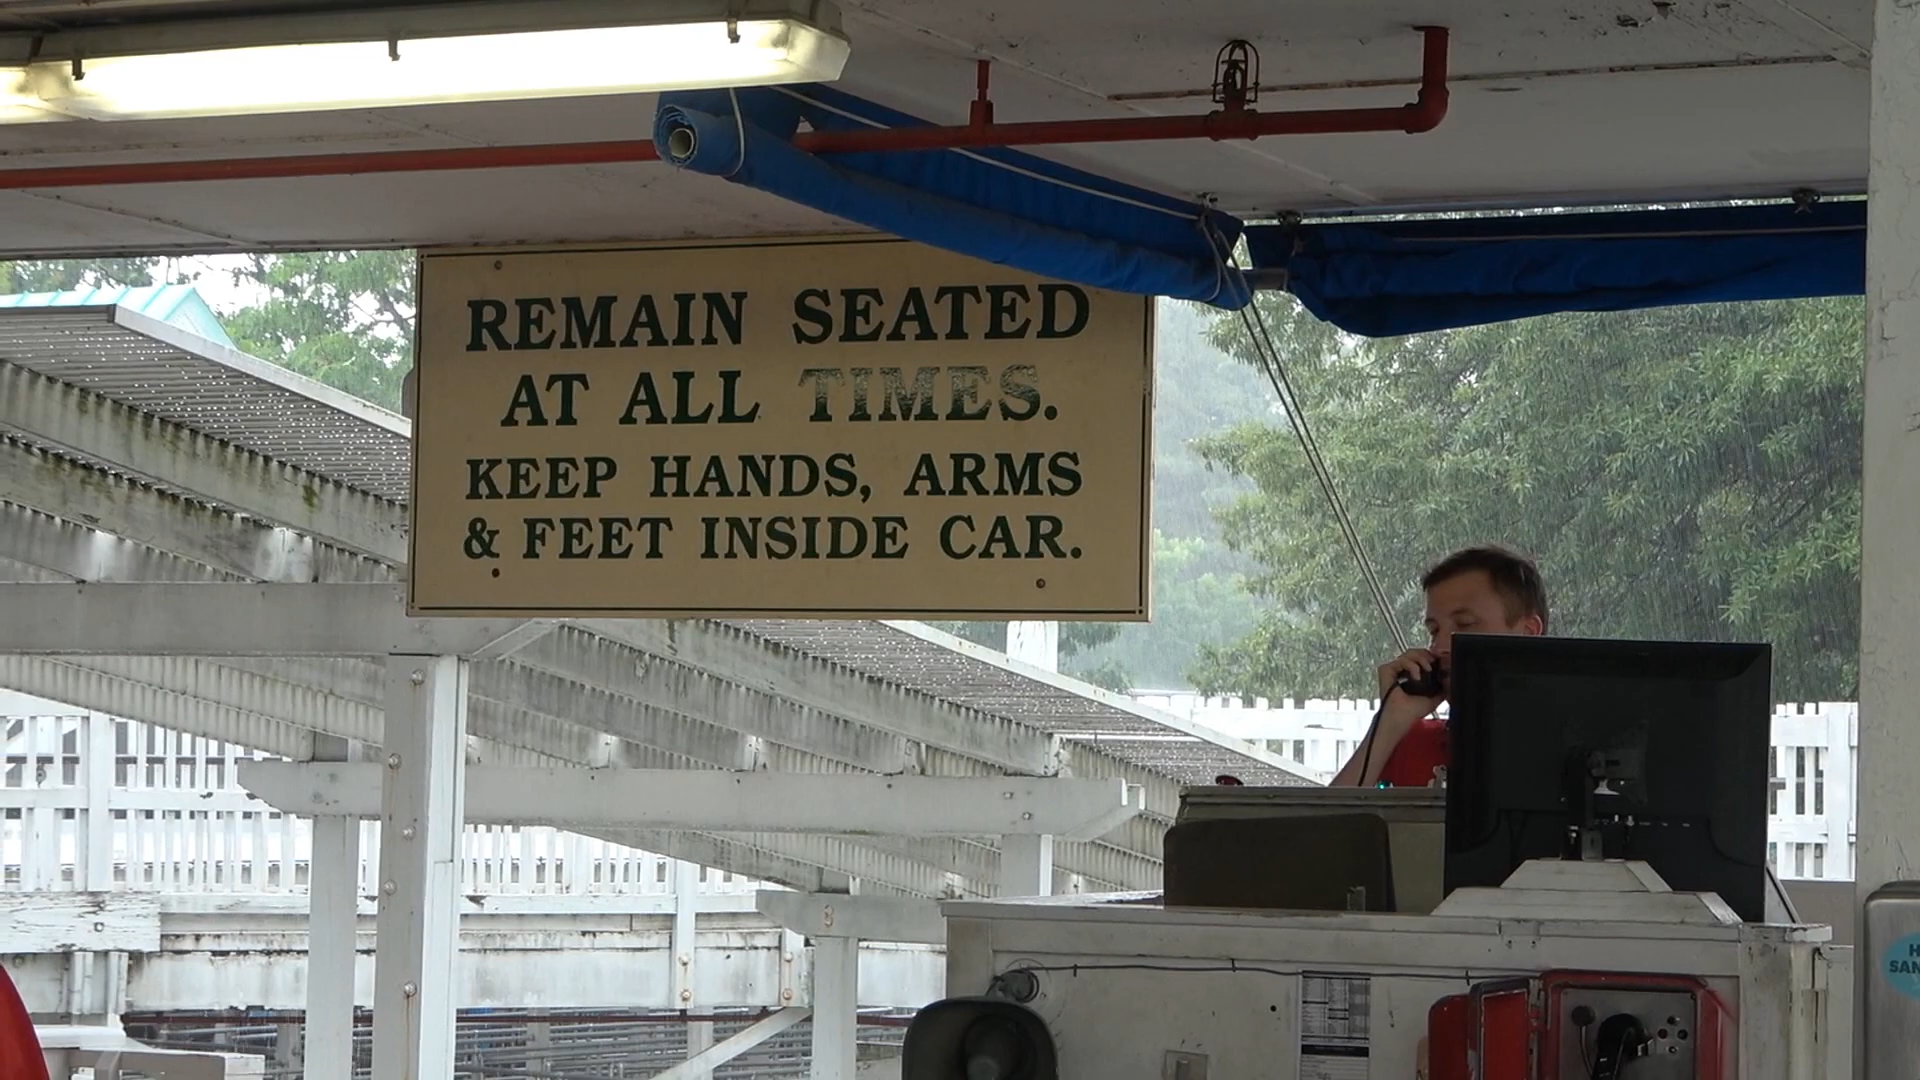 REMAIN SEATED
AT ALL TIMES.
KEEP HANDS, ARMS
& FEET INSIDE CAR.